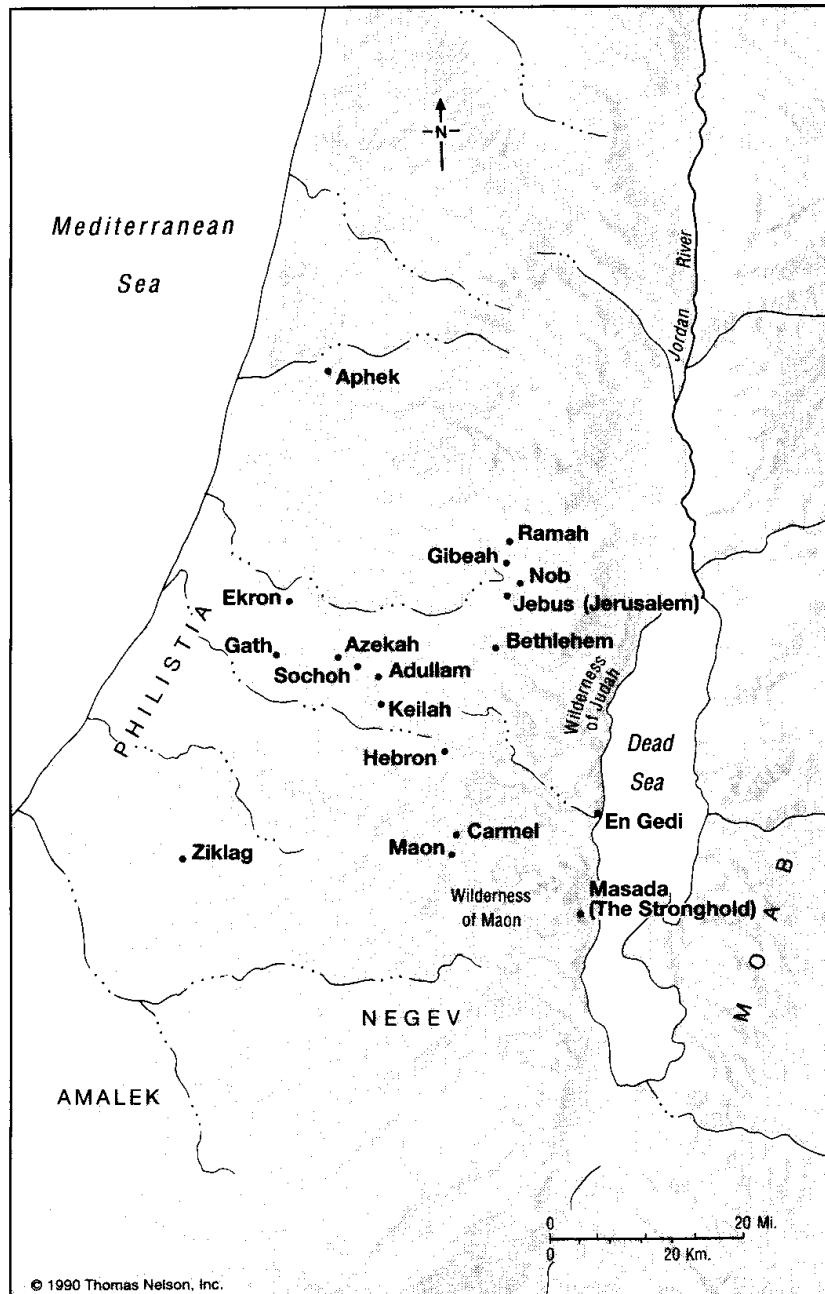 N
Mediterranean
Sea
Jordan River
Aphek
Ramah
Gibeah
Nob
Ekron
Jebus (Jerusalem)
PHILISTIA
Gath
Azekah
Bethlehem
Sochoh
Adullam
Wilderness
of Judah
Keilah
Hebron
Dead
Sea
En Gedi
Carmel
Maon
Ziklag
Wilderness
of Maon
Masada
(The Stronghold)
MOAB
NEGEV
AMALEK
0 20 Mi.
0 20 Km.
© 1990 Thomas Nelson, Inc.